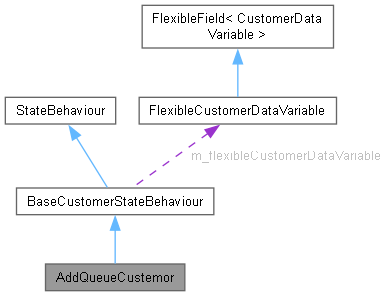 FlexibleField< CustomerData
Variable >
StateBehaviour
FlexibleCustomerDataVariable
m_flexibleCustomerDataVariable
BaseCustomerStateBehaviour
AddQueueCustemor